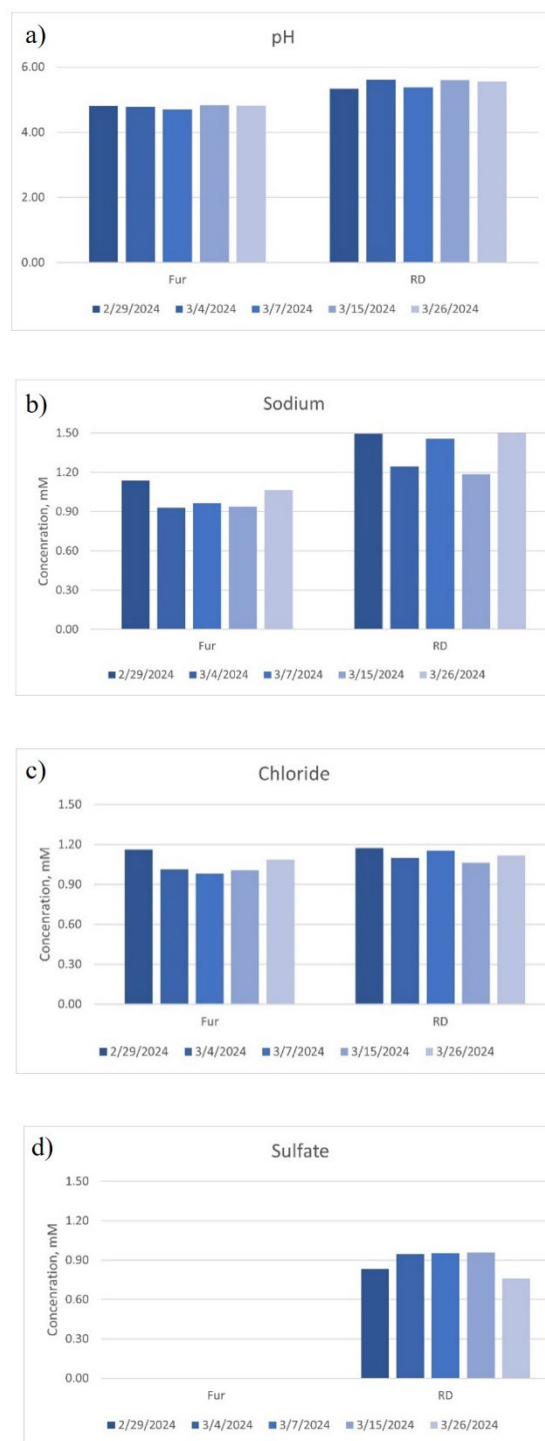 a)
pH
6.00
4.00
2.00
0.00
Fur RD
2/29/2024 3/4/2024 3/7/2024 3/15/2024 3/26/2024
b)
Sodium
Concenration, mM
1.50
1.20
0.90
0.60
0.30
0.00
Fur RD
2/29/2024 3/4/2024 3/7/2024 3/15/2024 3/26/2024
c)
Chloride
Concenration, mM
1.50
1.20
0.90
0.60
0.30
0.00
Fur RD
2/29/2024 3/4/2024 3/7/2024 3/15/2024 3/26/2024
d)
Sulfate
Concenration, mM
1.50
1.20
0.90
0.60
0.30
0.00
Fur RD
2/29/2024 3/4/2024 3/7/2024 3/15/2024 3/26/2024